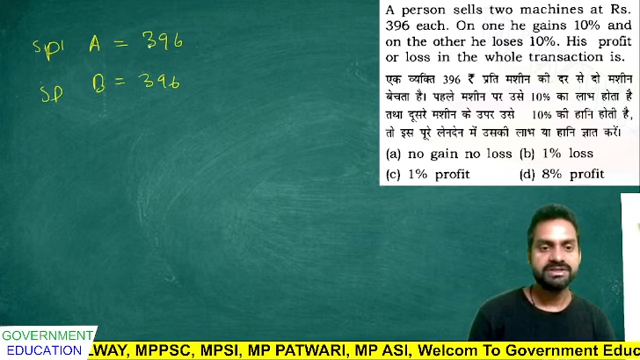 SP1 A = 396
SP B = 396
A person sells two machines at Rs.
396 each. On one he gains 10% and
on the other he loses 10%. His profit
or loss in the whole transaction is.
एक व्यक्ति 396 ₹ प्रति मशीन की दर से दो मशीन
बेचता है। पहले मशीन पर उसे 10% का लाभ होता है
तथा दूसरे मशीन के उपर उसे 10% की हानि होती है,
तो इस पूरे लेनदेन में उसकी लाभ या हानि ज्ञात करें।
(a) no gain no loss (b) 1% loss
(c) 1% profit (d) 8% profit
GOVERNMENT
EDUCATION
LWAY, MPPSC, MPSI, MP PATWARI, MP ASI, Welcom To Government Educ